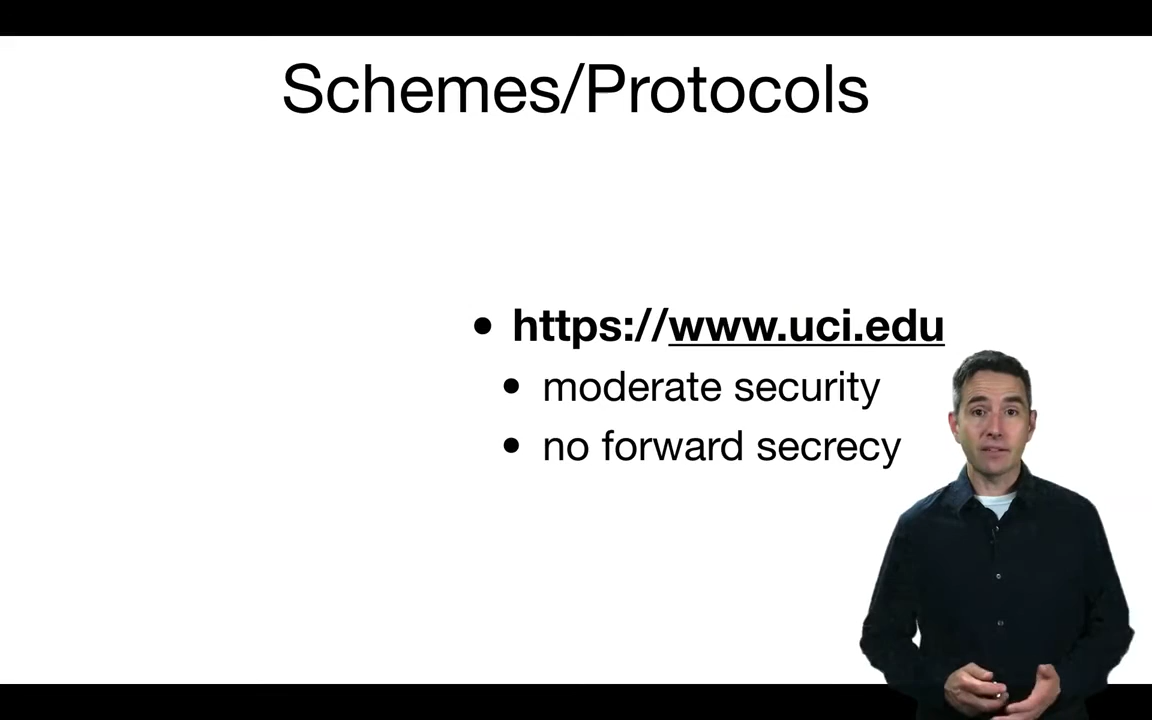 Schemes/Protocols
• https://www.uci.edu
• moderate security
• no forward secrecy